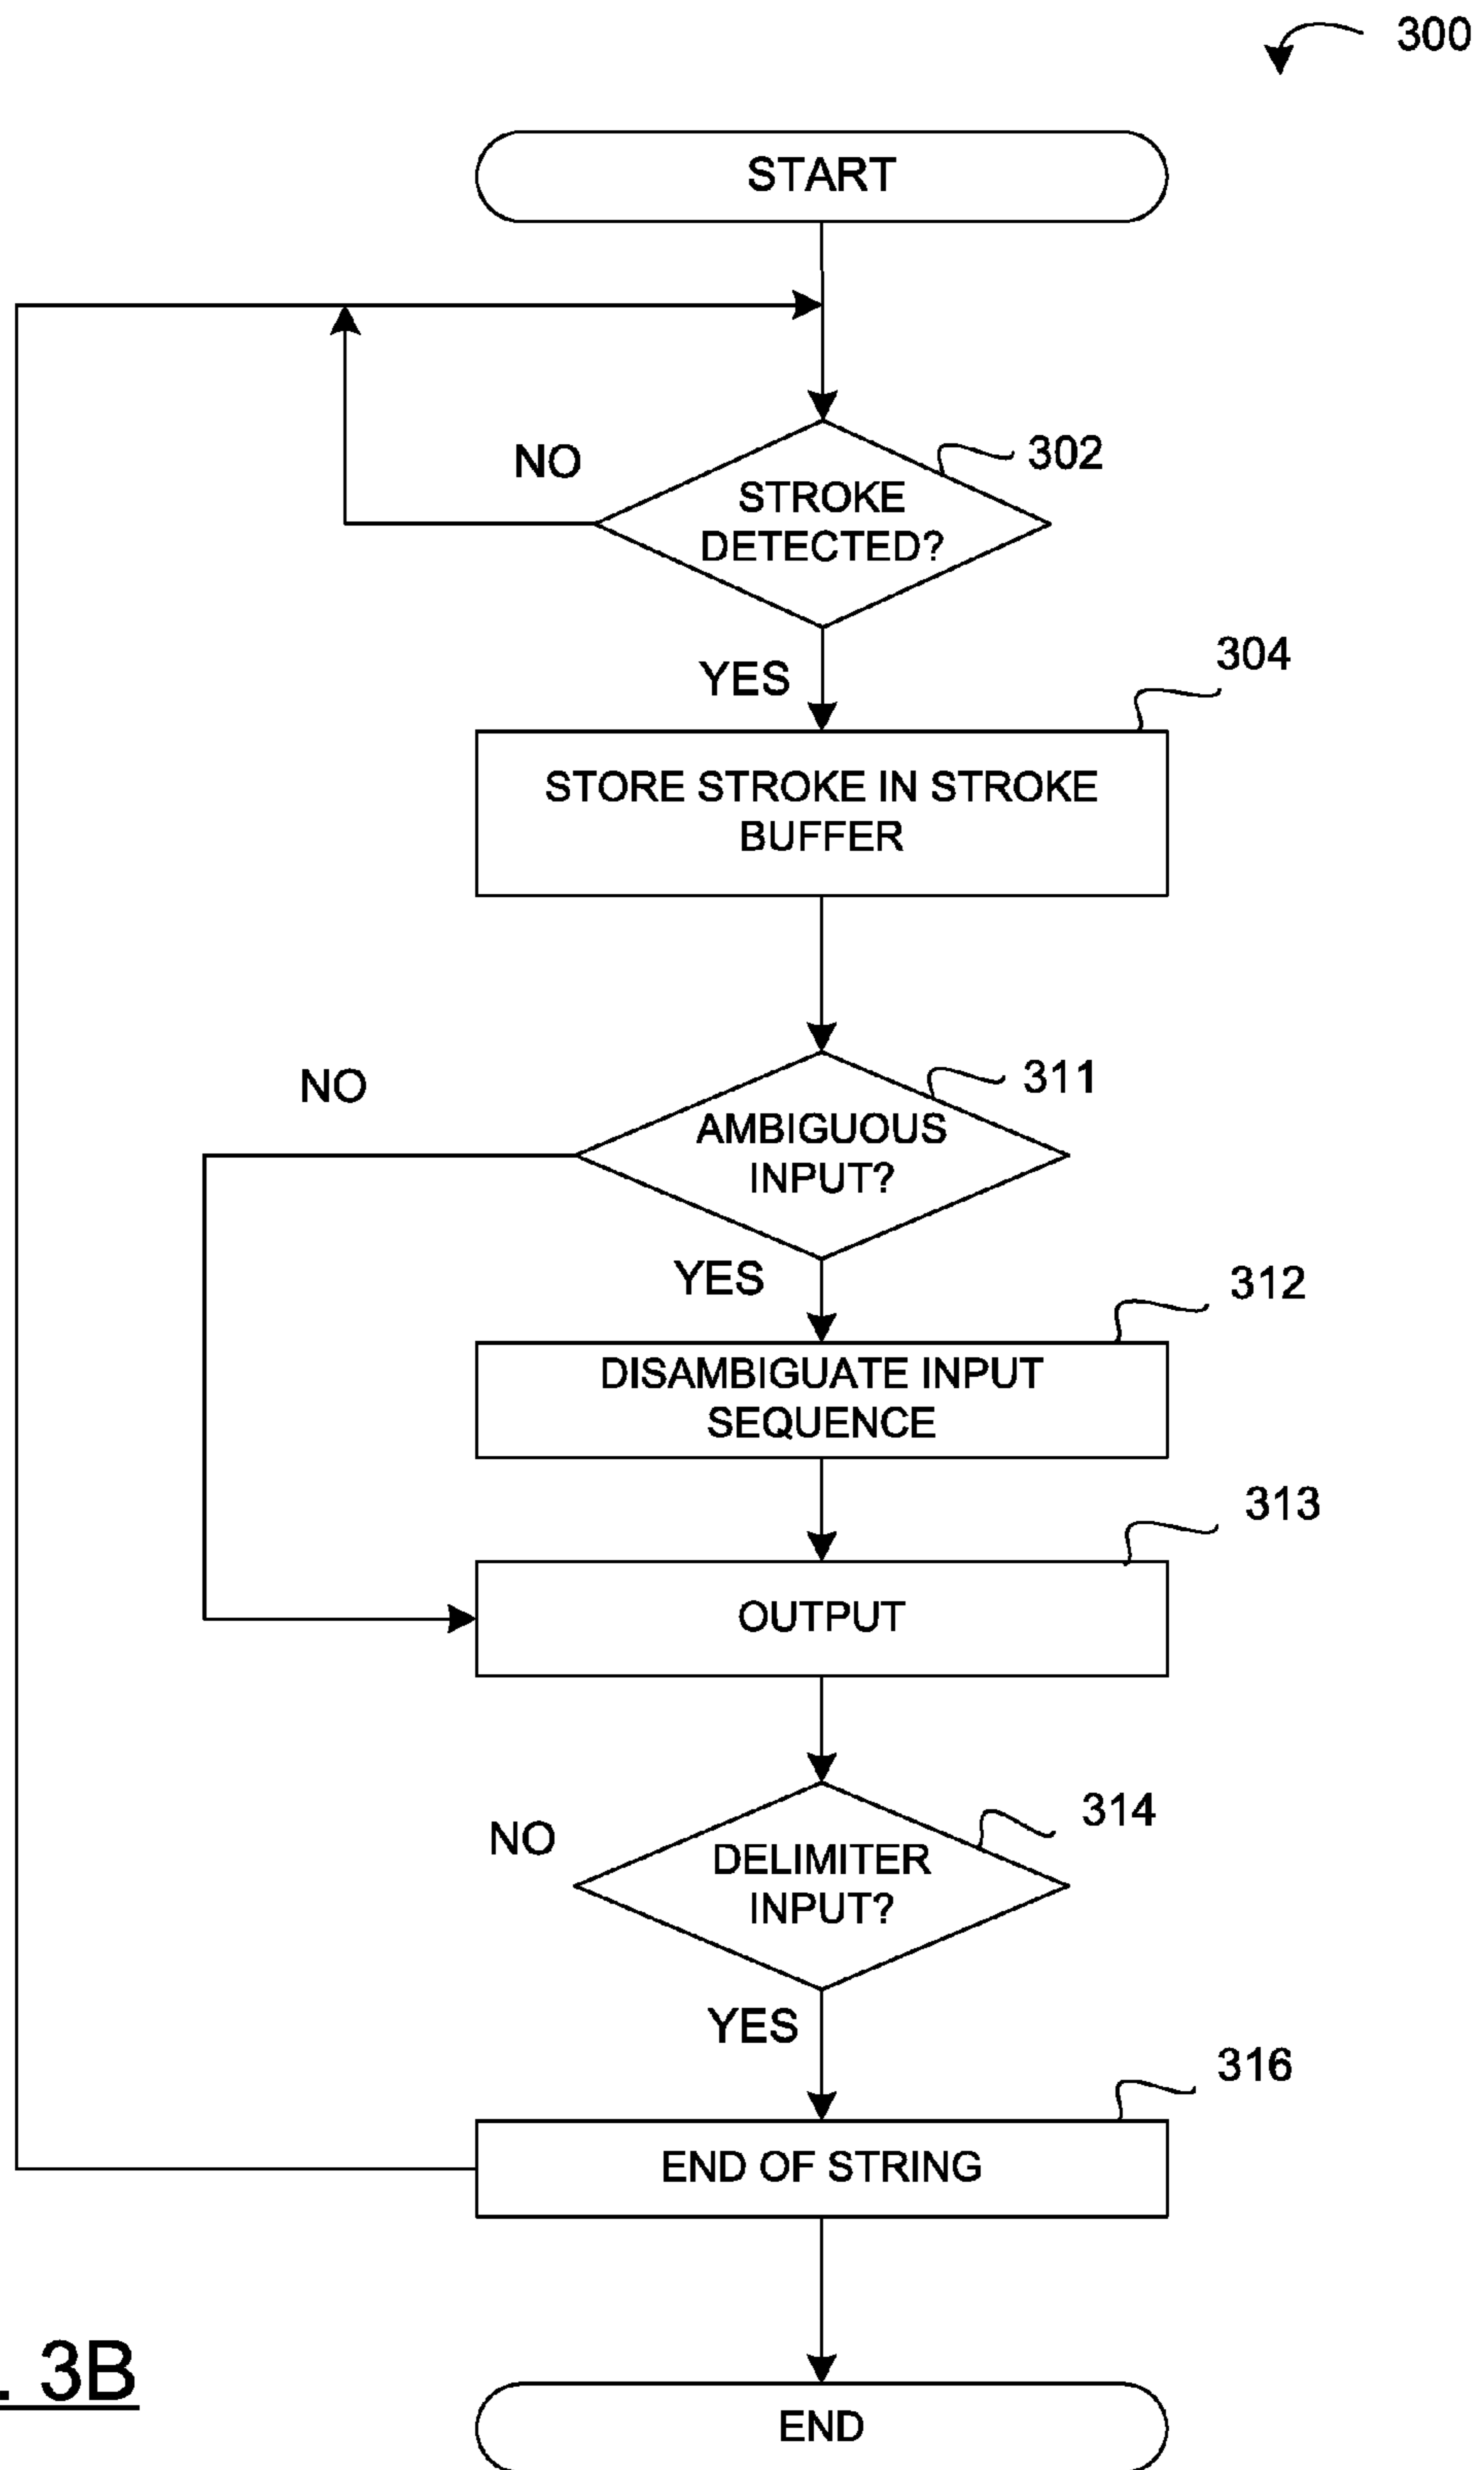 300
START
NO
302
STROKE
DETECTED?
YES
304
STORE STROKE IN STROKE
BUFFER
NO
311
AMBIGUOUS
INPUT?
YES
312
DISAMBIGUATE INPUT
SEQUENCE
313
OUTPUT
NO
314
DELIMITER
INPUT?
YES
316
END OF STRING
. 3B
END